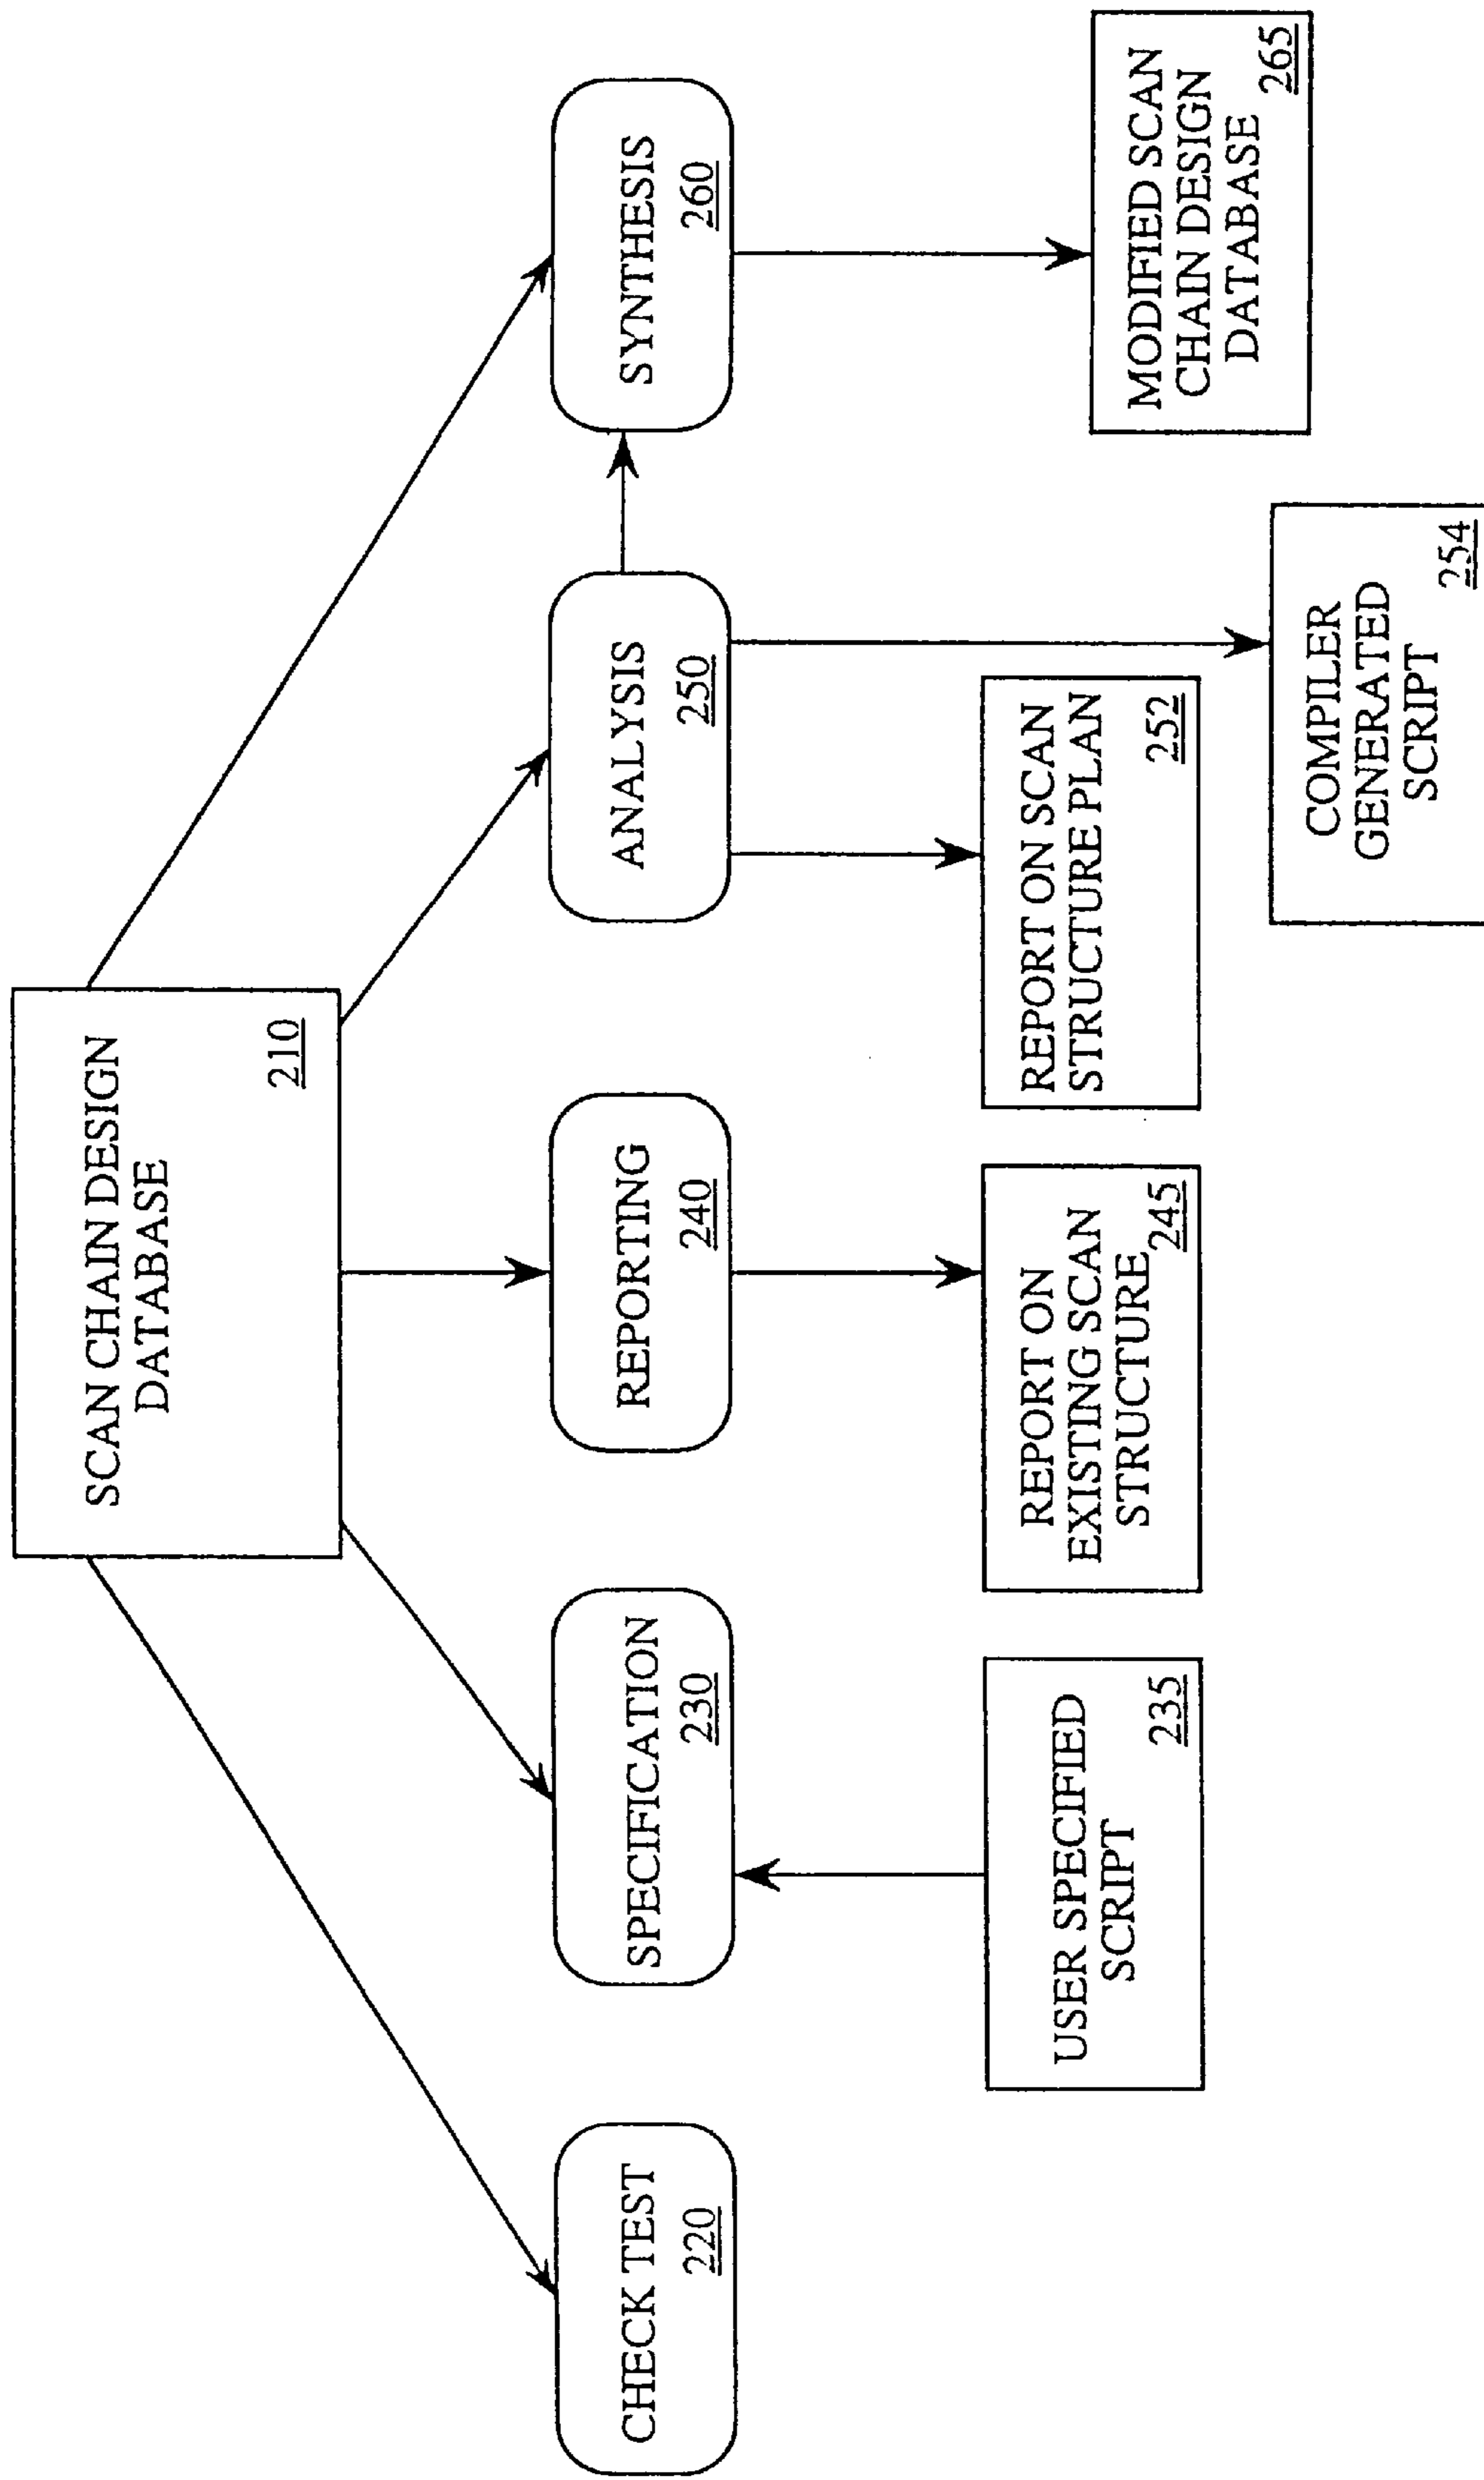 SCAN CHAIN DESIGN
DATABASE
210
CHECK TEST
220
SPECIFICATION
230
REPORTING
240
ANALYSIS
250
SYNTHESIS
260
USER SPECIFIED
SCRIPT
235
REPORT ON
EXISTING SCAN
STRUCTURE
245
REPORT ON SCAN
STRUCTURE PLAN
252
COMPILER
GENERATED
SCRIPT
254
MODIFIED SCAN
CHAIN DESIGN
DATABASE
265